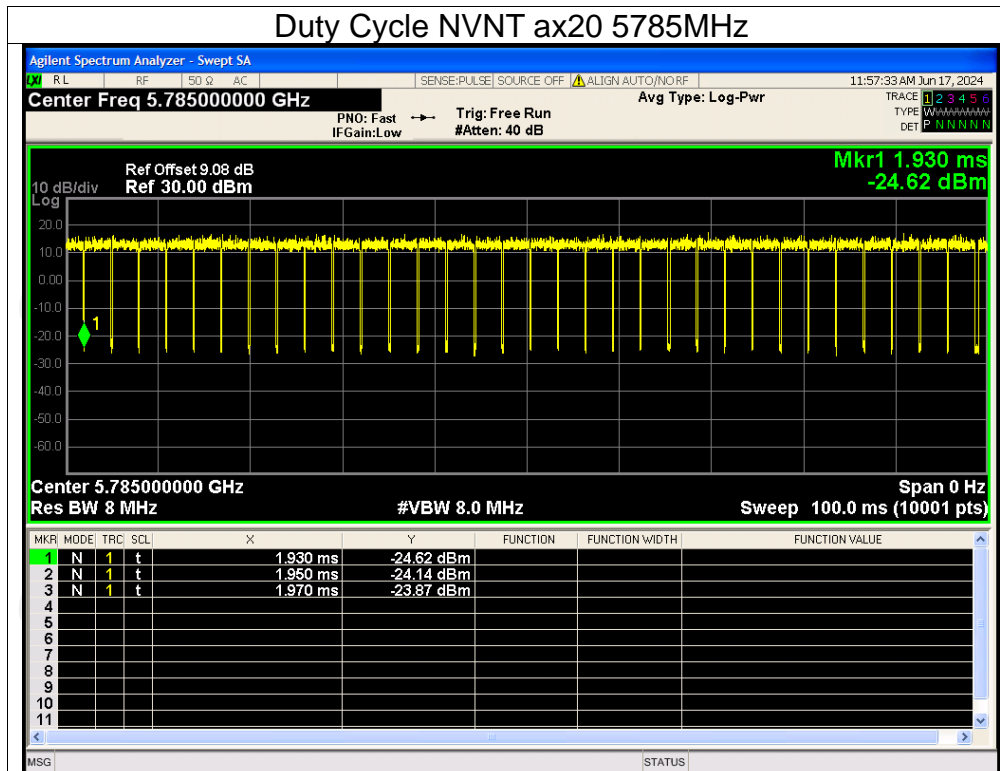 Duty Cycle NVNT ax20 5785MHz
Agilent Spectrum Analyzer - Swept SA
LXI RL RF 50 Ω AC SENSE:PULSE SOURCE OFF ALIGN AUTO/NO RF 11:57:33 AM Jun 17, 2024
Center Freq 5.785000000 GHz Avg Type: Log-Pwr TRACE 1 2 3 4 5 6
PNO: Fast Trig: Free Run TYPE WWWWWW
IFGain:Low #Atten: 40 dB DET P N N N N N
Mkr1 1.930 ms
Ref Offset 9.08 dB
10 dB/div Ref 30.00 dBm -24.62 dBm
Log
20.0
10.0
0.00
-10.0
1
-20.0
-30.0
-40.0
-50.0
-60.0
Center 5.785000000 GHz Span 0 Hz
Res BW 8 MHz #VBW 8.0 MHz Sweep 100.0 ms (10001 pts)
MKR MODE TRC SCL X Y FUNCTION FUNCTION WIDTH FUNCTION VALUE
1 N 1 t 1.930 ms -24.62 dBm
2 N 1 t 1.950 ms -24.14 dBm
3 N 1 t 1.970 ms -23.87 dBm
4
5
6
7
8
9
10
11
MSG STATUS